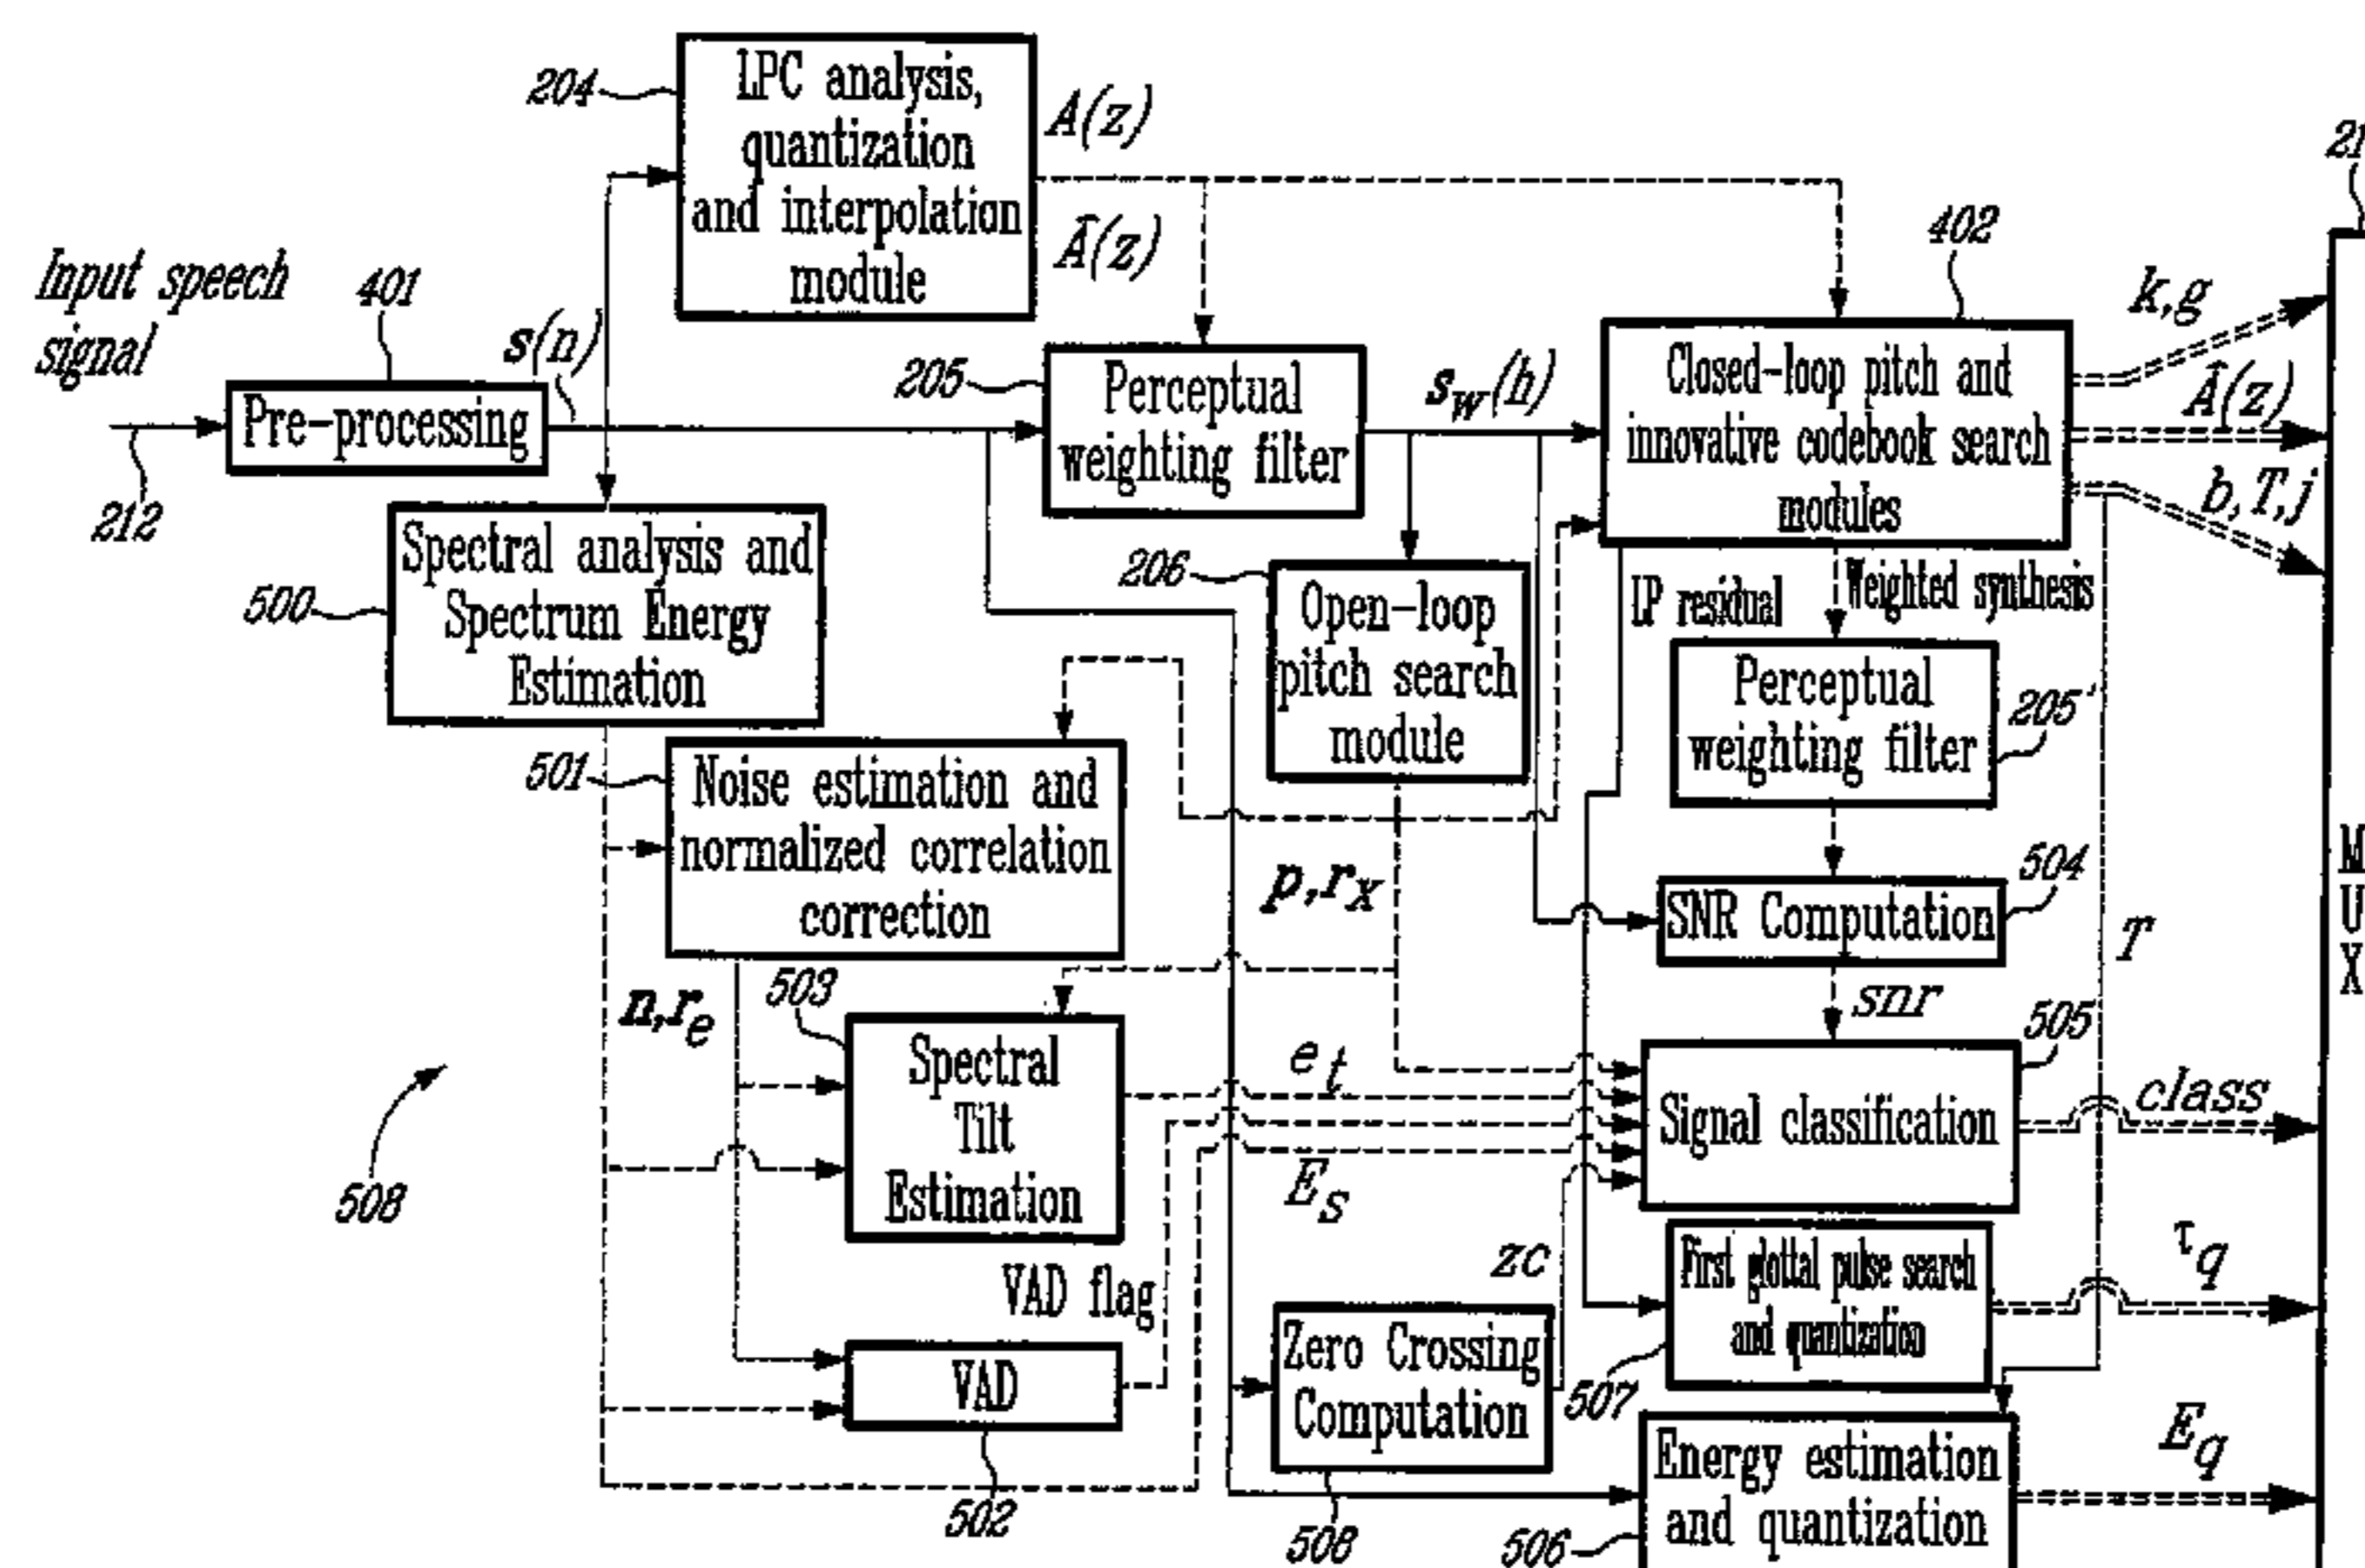 204
LPC analysis,
quantization
and interpolation
module
A(z)
Â(z)
Input speech
signal
401
s(n)
Pre-processing
212
205
Perceptual
weighting filter
s_w(h)
402
Closed-loop pitch and
innovative codebook search
modules
k,g
Â(z)
b,T,j
21
500
Spectral analysis and
Spectrum Energy
Estimation
206
Open-loop
pitch search
module
LP residual
Weighted synthesis
Perceptual
weighting filter
205'
501
Noise estimation and
normalized correlation
correction
p,r_x
SNR Computation
504
T
M
U
X
n,r_e
503
Spectral
Tilt
Estimation
e_t
snr
505
Signal classification
class
508
E_s
VAD flag
zc
First glottal pulse search
and quantization
507
τ_q
VAD
502
Zero Crossing
Computation
508
Energy estimation
and quantization
506
E_q